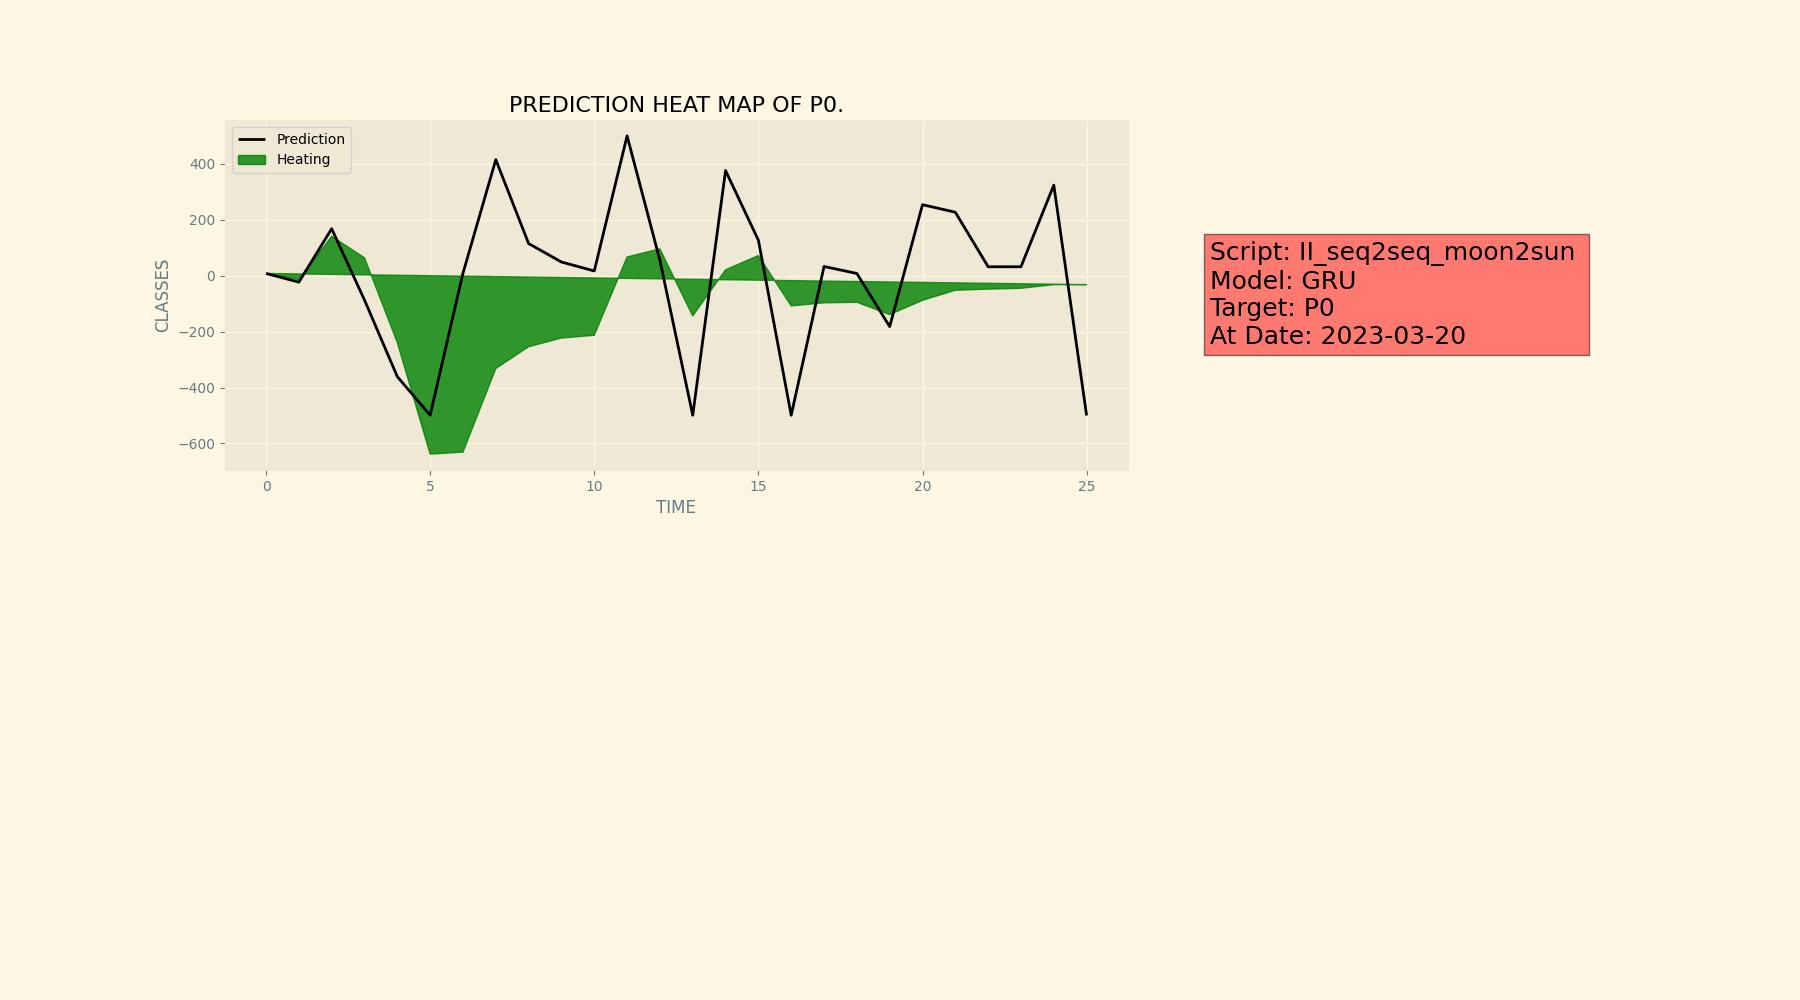 PREDICTION HEAT MAP OF P0.
Prediction
Heating
CLASSES
400
200
0
−200
−400
−600
0 5 10 15 20 25
TIME
Script: II_seq2seq_moon2sun
Model: GRU
Target: P0
At Date: 2023-03-20